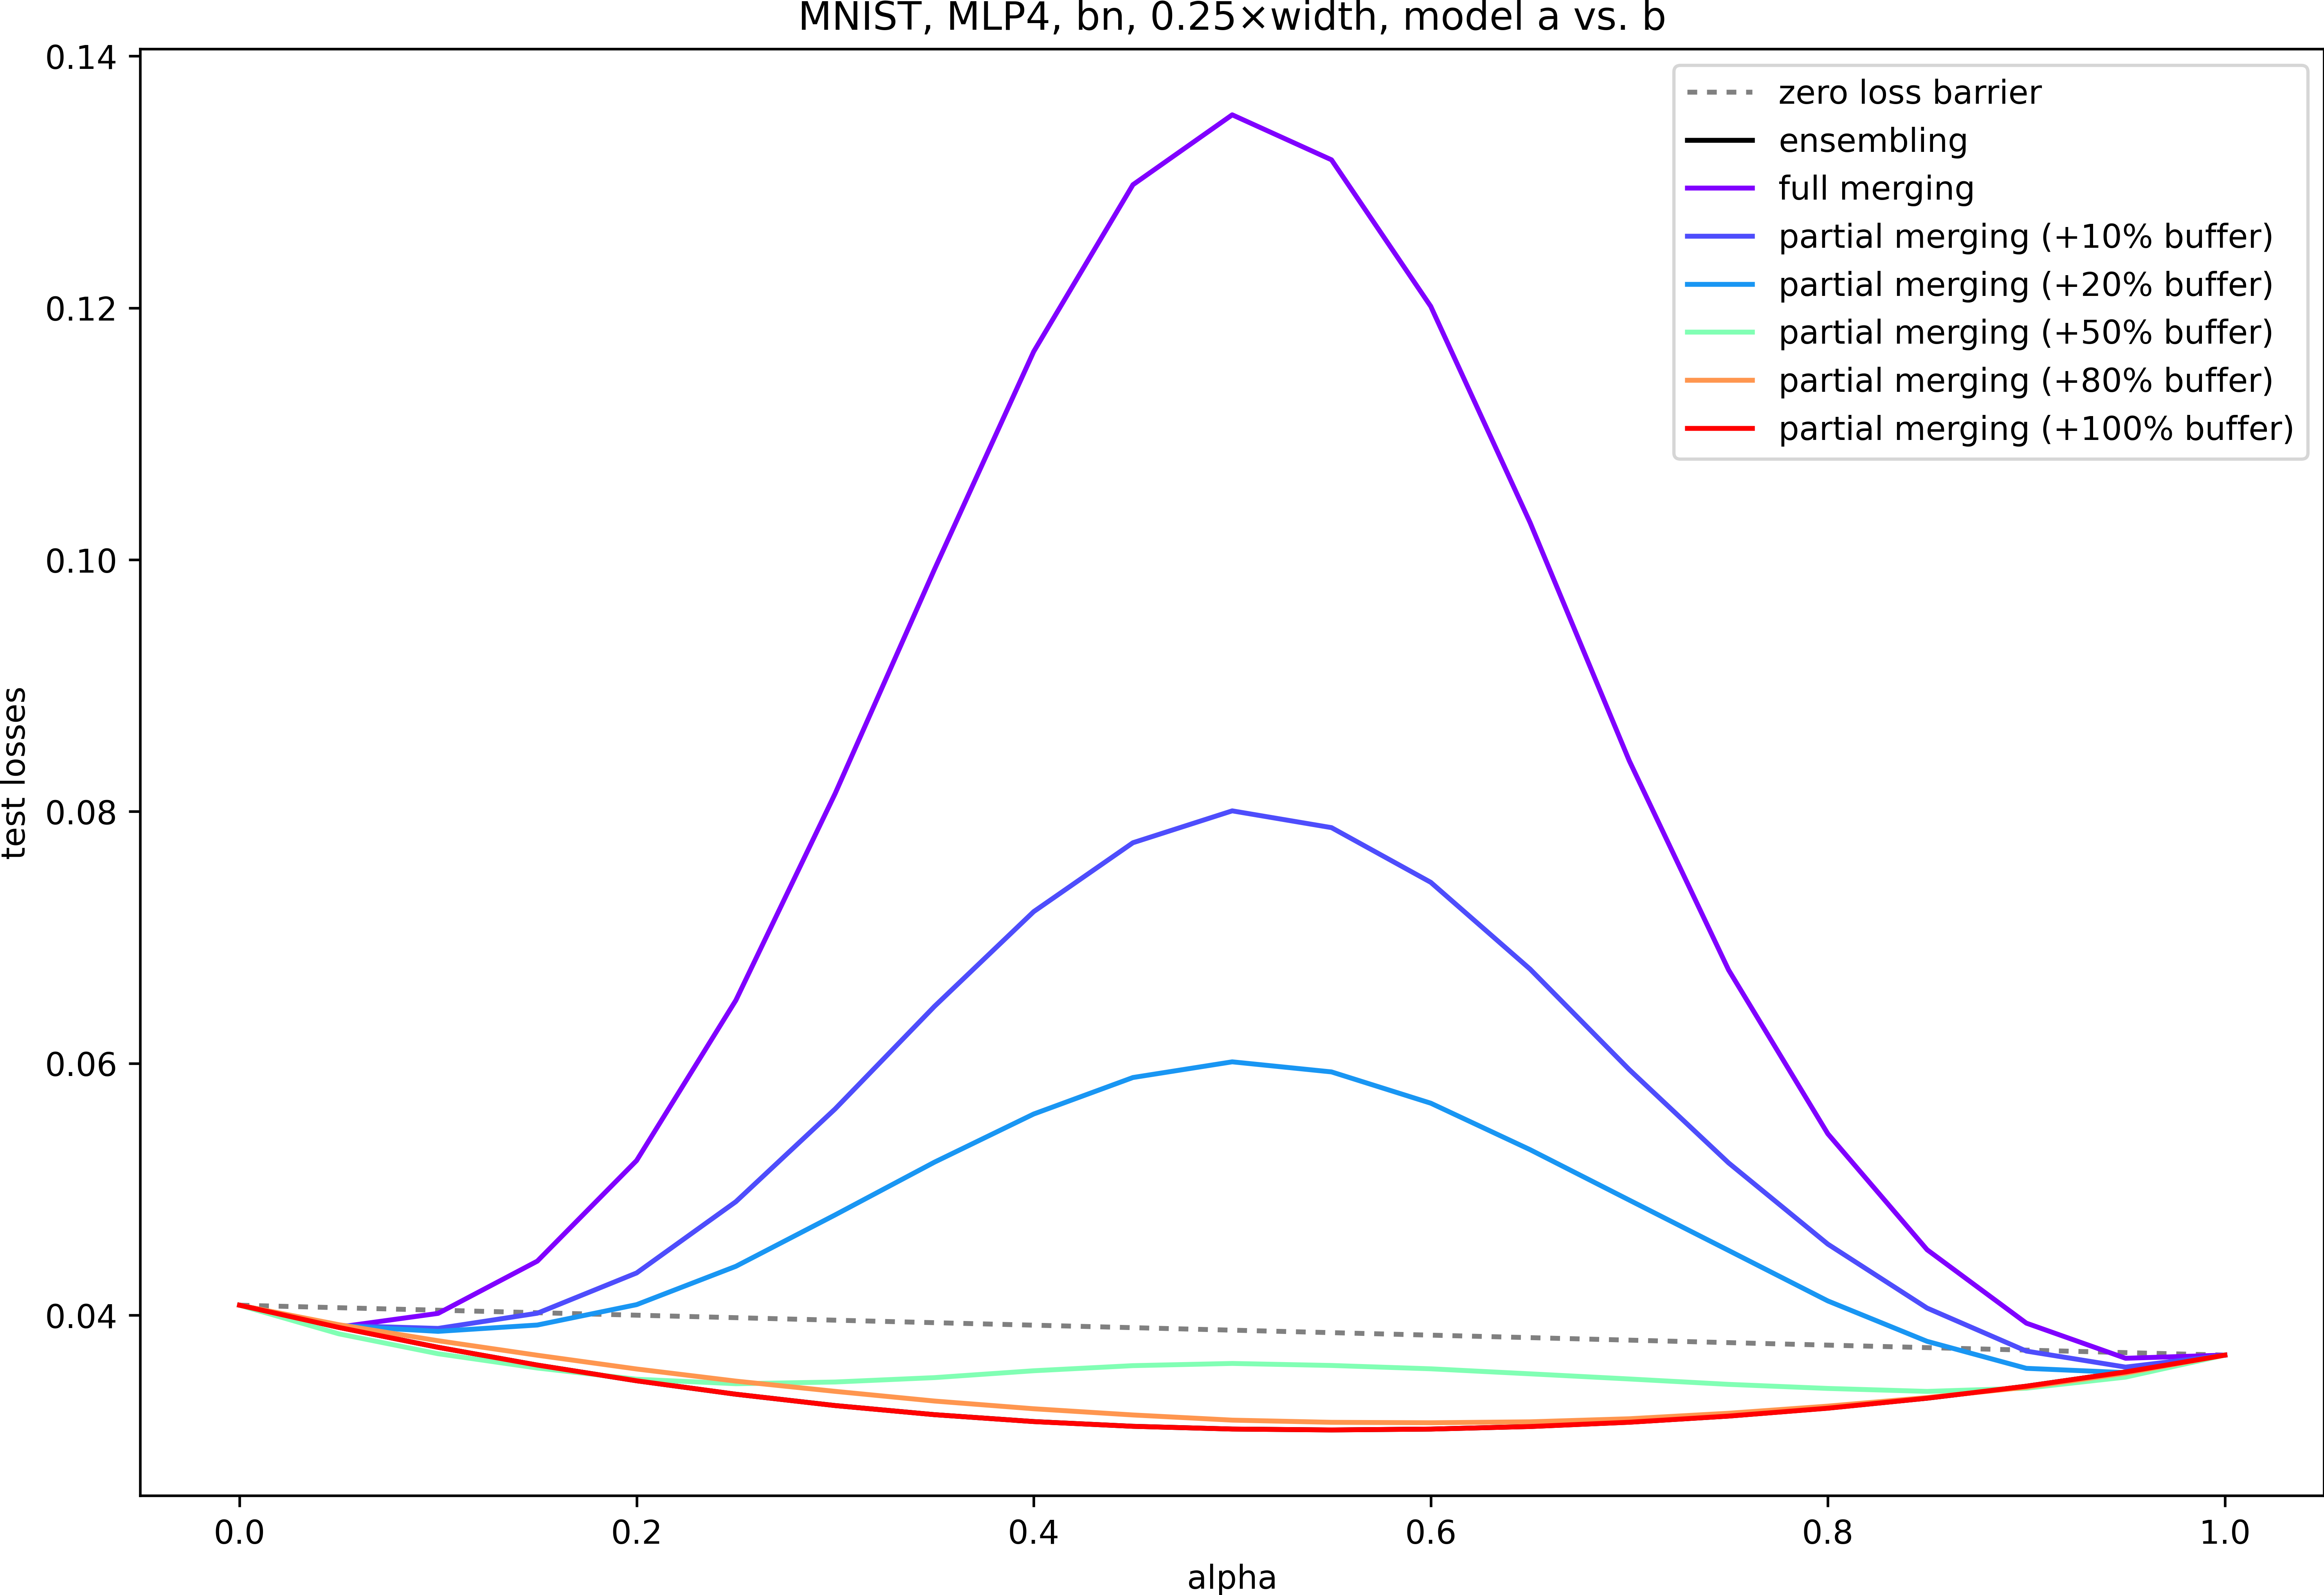 MNIST, MLP4, bn, 0.25×width, model a vs. b
0.14
0.12
0.10
0.08
0.06
0.04
test losses
zero loss barrier
ensembling
full merging
partial merging (+10% buffer)
partial merging (+20% buffer)
partial merging (+50% buffer)
partial merging (+80% buffer)
partial merging (+100% buffer)
0.0 0.2 0.4 0.6 0.8 1.0
alpha